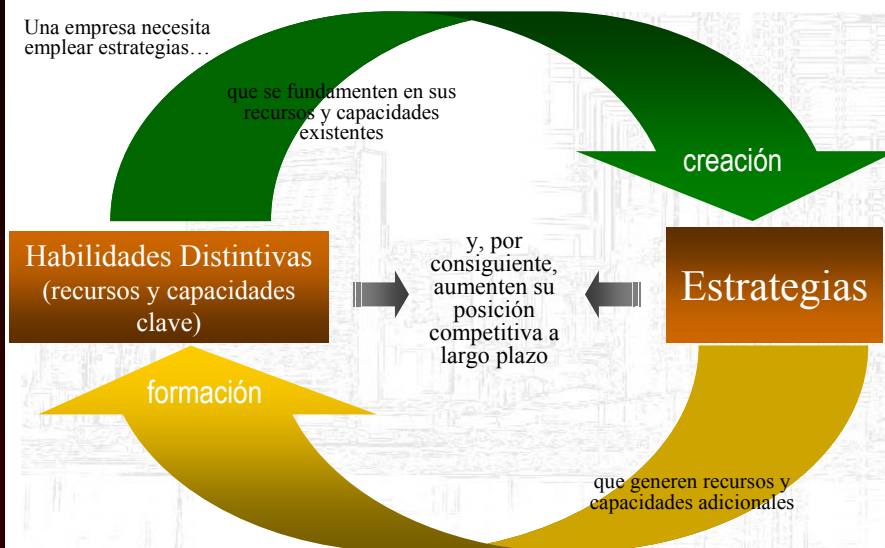 Una empresa necesita
emplear estrategias…
que se fundamenten en sus
recursos y capacidades
existentes
creación
Habilidades Distintivas
(recursos y capacidades
clave)
y, por
consiguiente,
aumenten su
posición
competitiva a
largo plazo
Estrategias
formación
que generen recursos y
capacidades adicionales